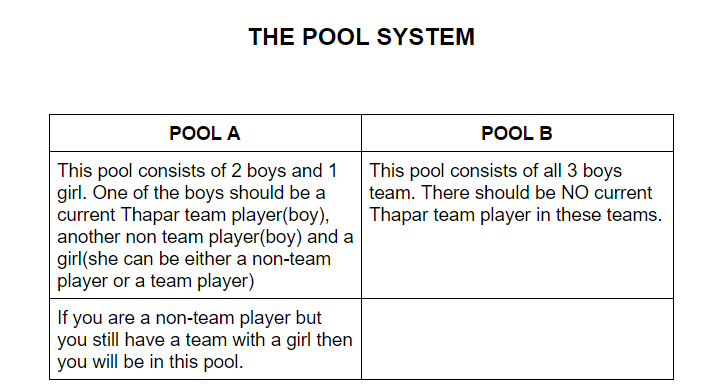 THE POOL SYSTEM
POOL A
POOL B
This pool consists of 2 boys and 1
girl. One of the boys should be a
current Thapar team player(boy),
another non team player(boy) and a
girl(she can be either a non-team
player or a team player)
This pool consists of all 3 boys
team. There should be NO current
Thapar team player in these teams.
If you are a non-team player but
you still have a team with a girl then
you will be in this pool.